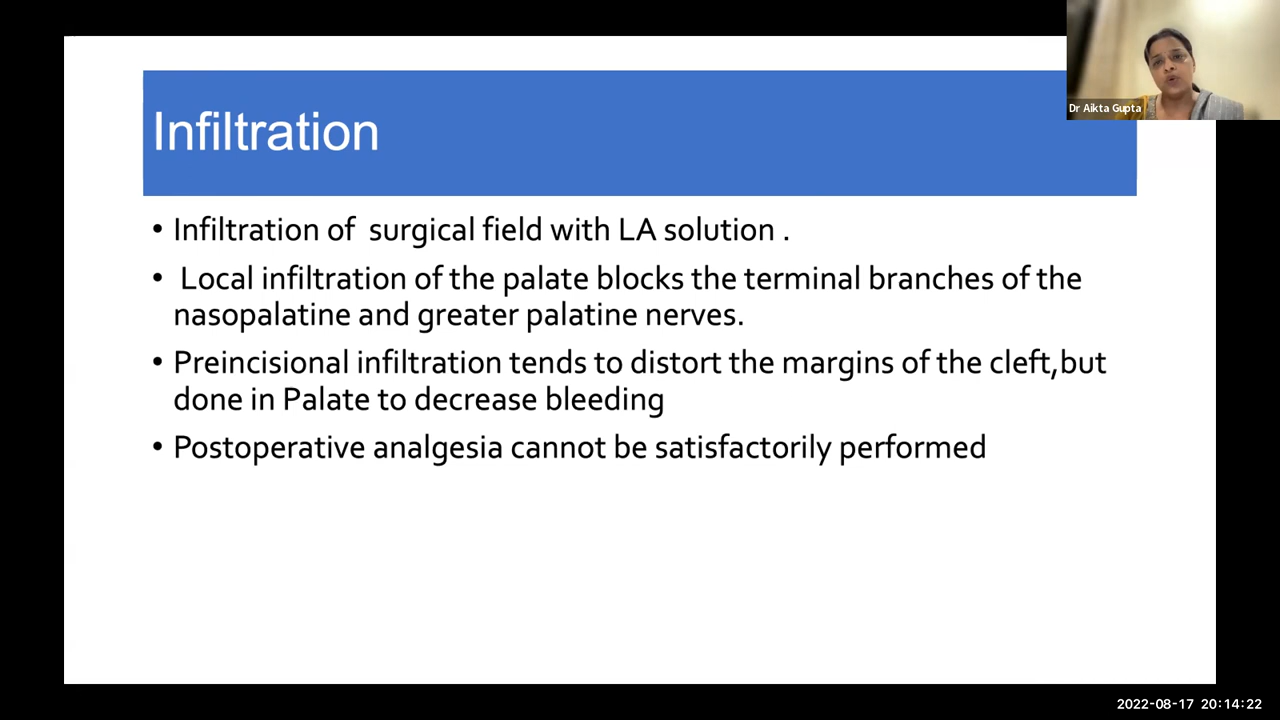 Dr Aikta Gupta
Infiltration
• Infiltration of  surgical field with LA solution .
•  Local infiltration of the palate blocks the terminal branches of the
nasopalatine and greater palatine nerves.
• Preincisional infiltration tends to distort the margins of the cleft,but
done in Palate to decrease bleeding
• Postoperative analgesia cannot be satisfactorily performed
2022-08-17 20:14:22